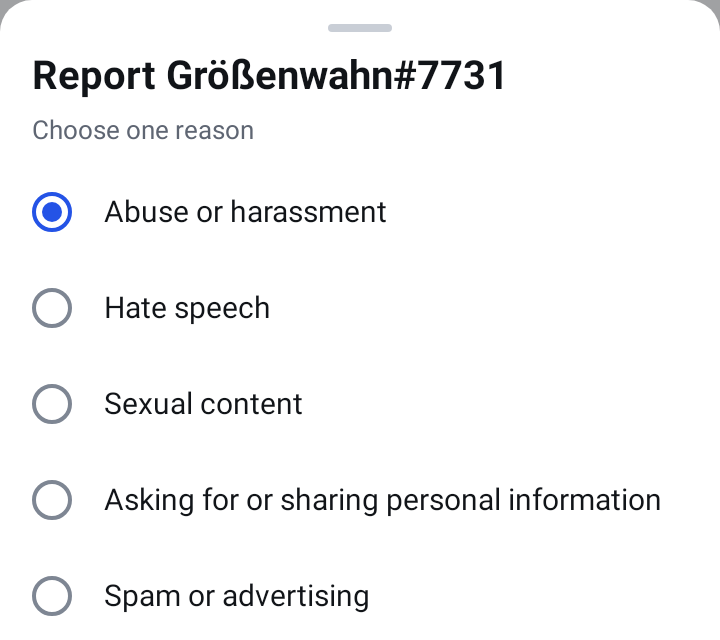 Report Größenwahn#7731
Choose one reason
Abuse or harassment
Hate speech
Sexual content
Asking for or sharing personal information
Spam or advertising